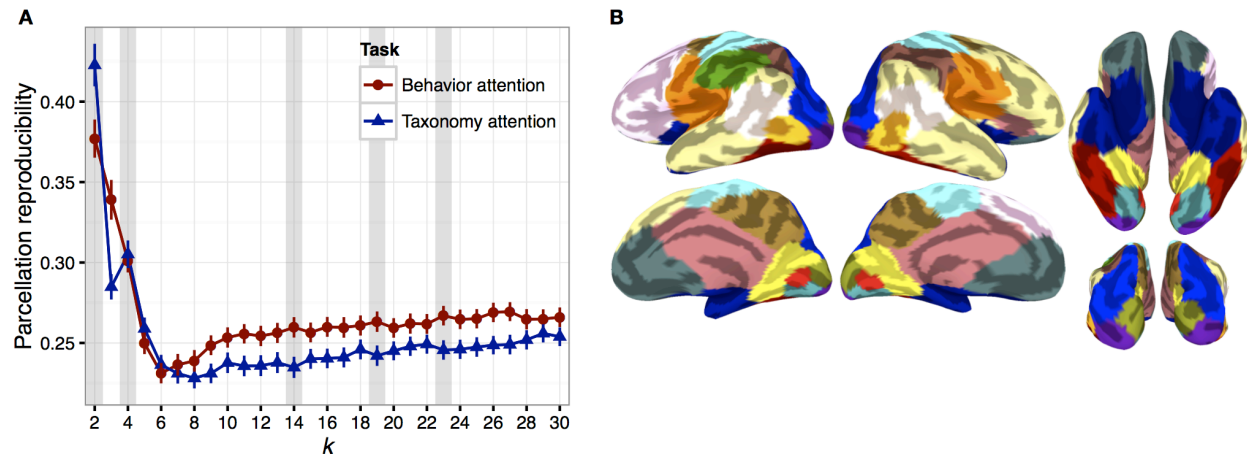 A
B
Task
Behavior attention
Taxonomy attention
Parcellation reproducibility
0.40
0.35
0.30
0.25
2 4 6 8 10 12 14 16 18 20 22 24 26 28 30
k